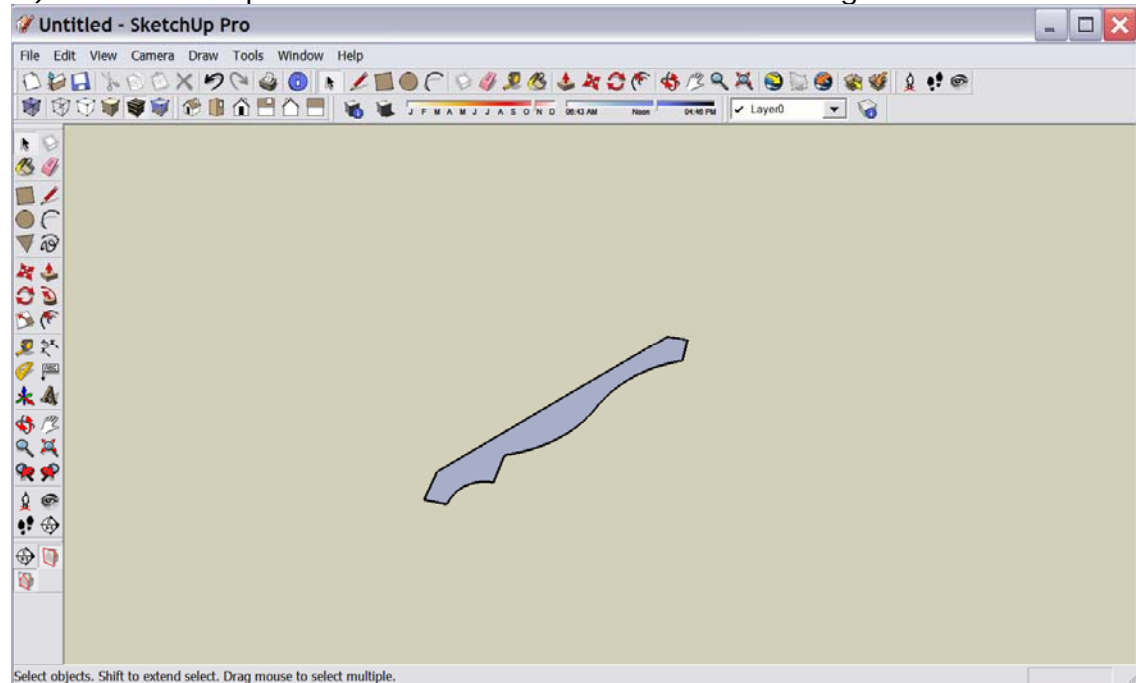 Untitled - SketchUp Pro
File Edit View Camera Draw Tools Window Help
J F M A M J J A S O N D 06:43 AM Noon 04:46 PM Layer0
Select objects. Shift to extend select. Drag mouse to select multiple.